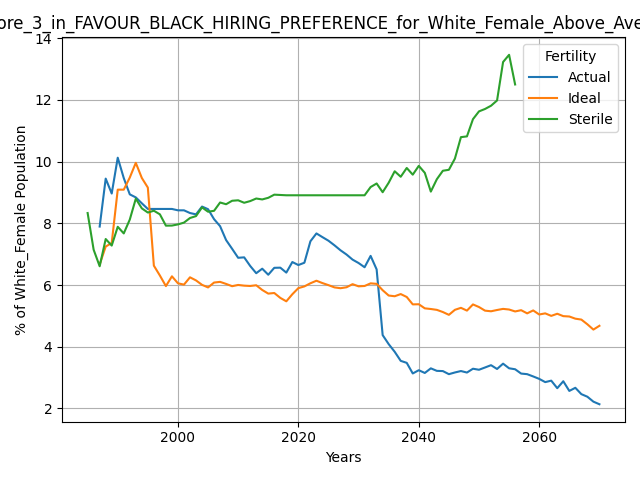 ore_3_in_FAVOUR_BLACK_HIRING_PREFERENCE_for_White_Female_Above_Ave
14
12
10
8
6
4
2
% of White_Female Population
2000 2020 2040 2060
Years
Fertility
Actual
Ideal
Sterile